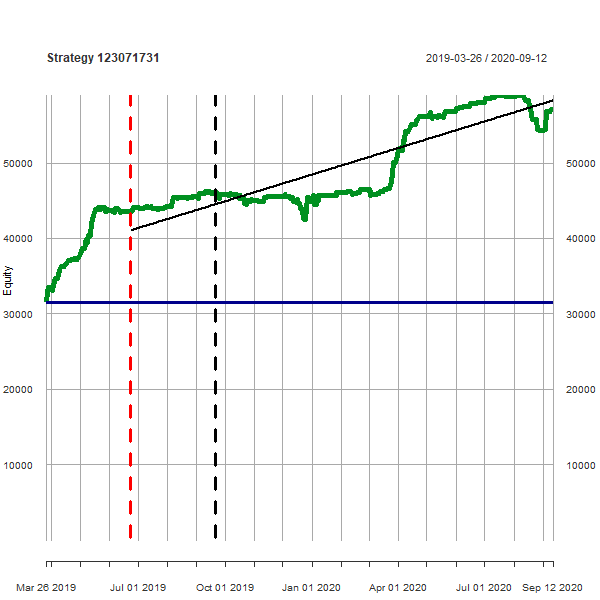 Strategy 123071731
2019-03-26 / 2020-09-12
50000
50000
40000
40000
Equity
30000
30000
20000
20000
10000
10000
Mar 26 2019
Jul 01 2019
Oct 01 2019
Jan 01 2020
Apr 01 2020
Jul 01 2020
Sep 12 2020